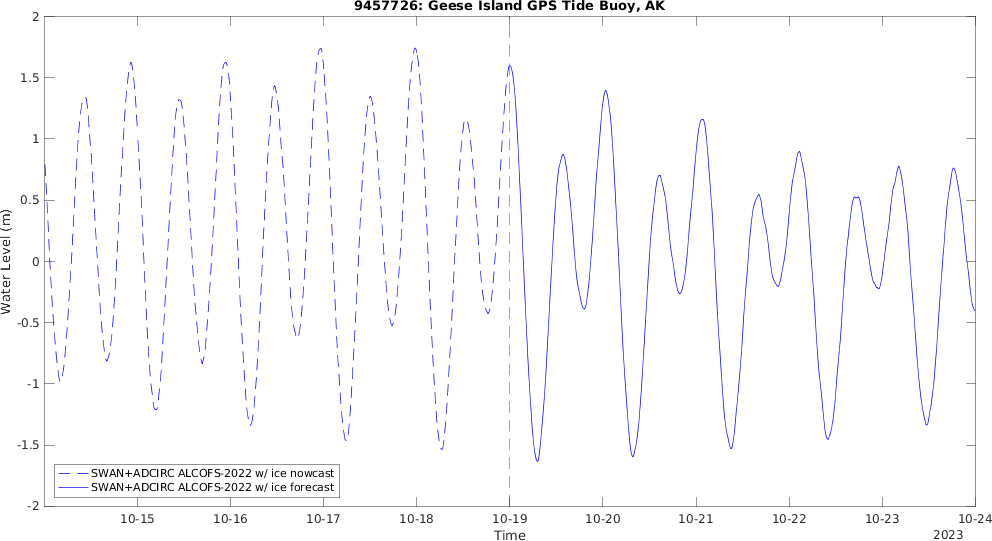 9457726: Geese Island GPS Tide Buoy, AK
2
1.5
1
0.5
0
-0.5
-1
-1.5
-2
Water Level (m)
SWAN+ADCIRC ALCOFS-2022 w/ ice nowcast
SWAN+ADCIRC ALCOFS-2022 w/ ice forecast
10-15 10-16 10-17 10-18 10-19 10-20 10-21 10-22 10-23 10-24
Time
2023